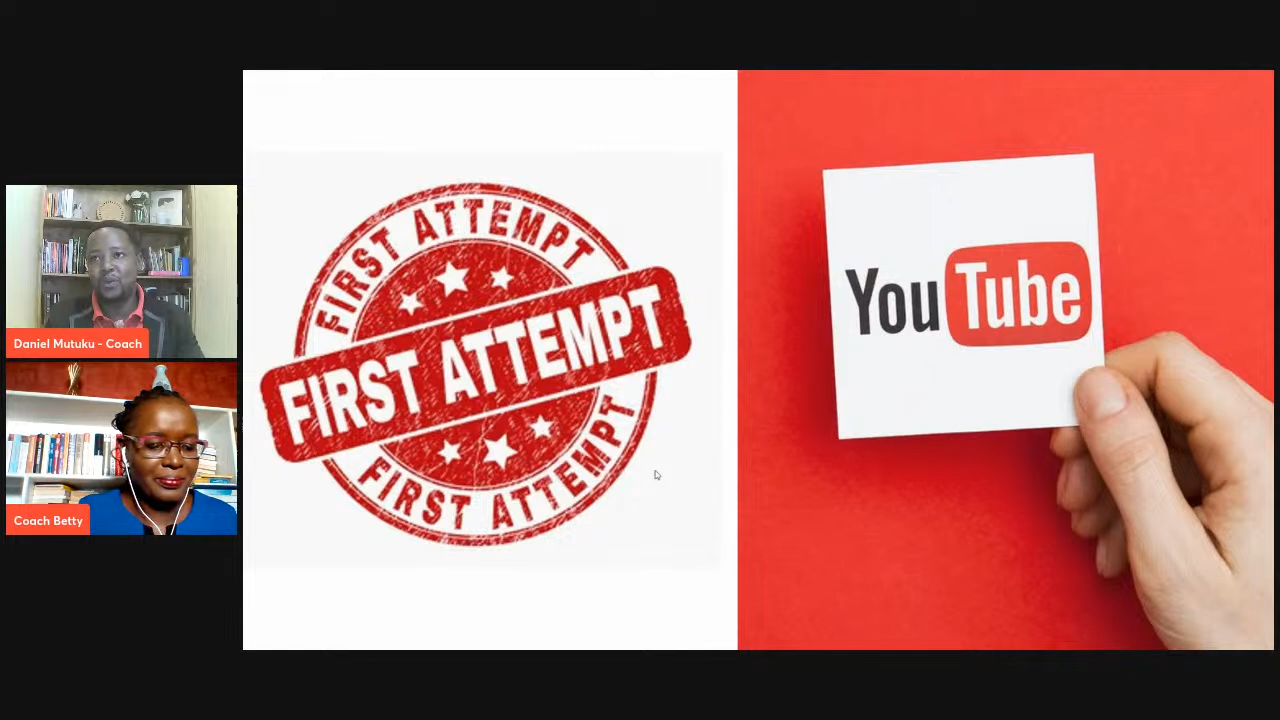 Daniel Mutuku - Coach
Coach Betty
FIRST ATTEMPT
FIRST ATTEMPT
FIRST ATTEMPT
YouTube